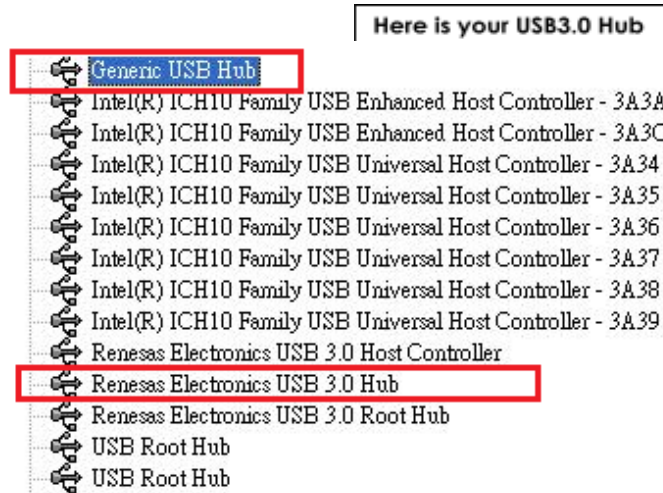 Here is your USB3.0 Hub
Generic USB Hub
Intel(R) ICH10 Family USB Enhanced Host Controller - 3A3A
Intel(R) ICH10 Family USB Enhanced Host Controller - 3A3C
Intel(R) ICH10 Family USB Universal Host Controller - 3A34
Intel(R) ICH10 Family USB Universal Host Controller - 3A35
Intel(R) ICH10 Family USB Universal Host Controller - 3A36
Intel(R) ICH10 Family USB Universal Host Controller - 3A37
Intel(R) ICH10 Family USB Universal Host Controller - 3A38
Intel(R) ICH10 Family USB Universal Host Controller - 3A39
Renesas Electronics USB 3.0 Host Controller
Renesas Electronics USB 3.0 Hub
Renesas Electronics USB 3.0 Root Hub
USB Root Hub
USB Root Hub